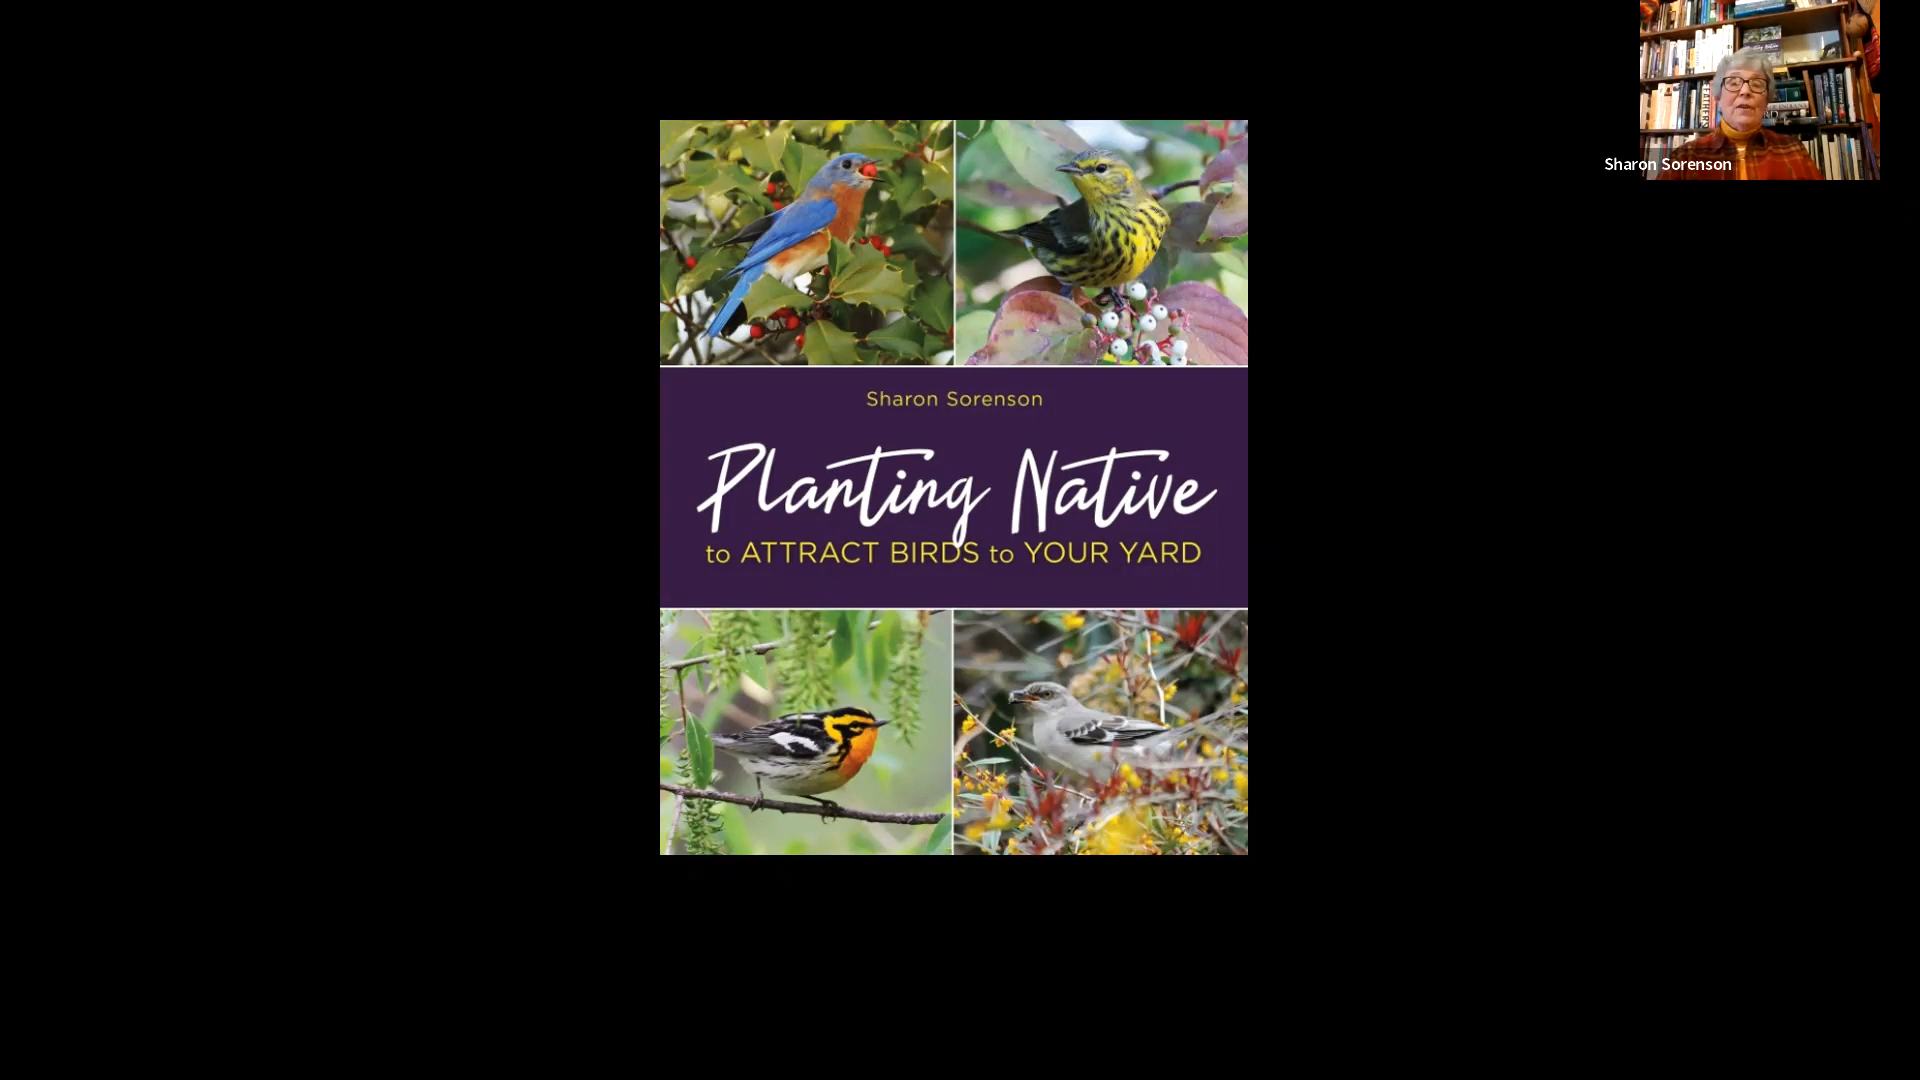 Sharon Sorenson
Sharon Sorenson
Planting Native
to ATTRACT BIRDS to YOUR YARD